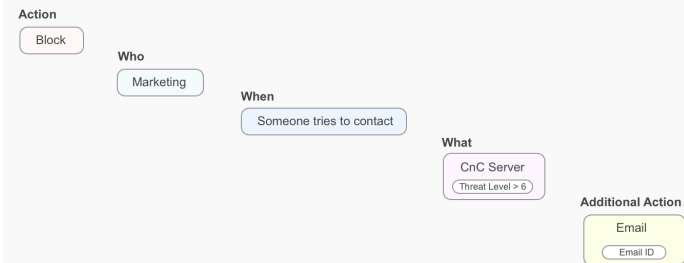 Action
Block
Who
Marketing
When
Someone tries to contact
What
CnC Server
Threat Level > 6
Additional Action
Email
Email ID